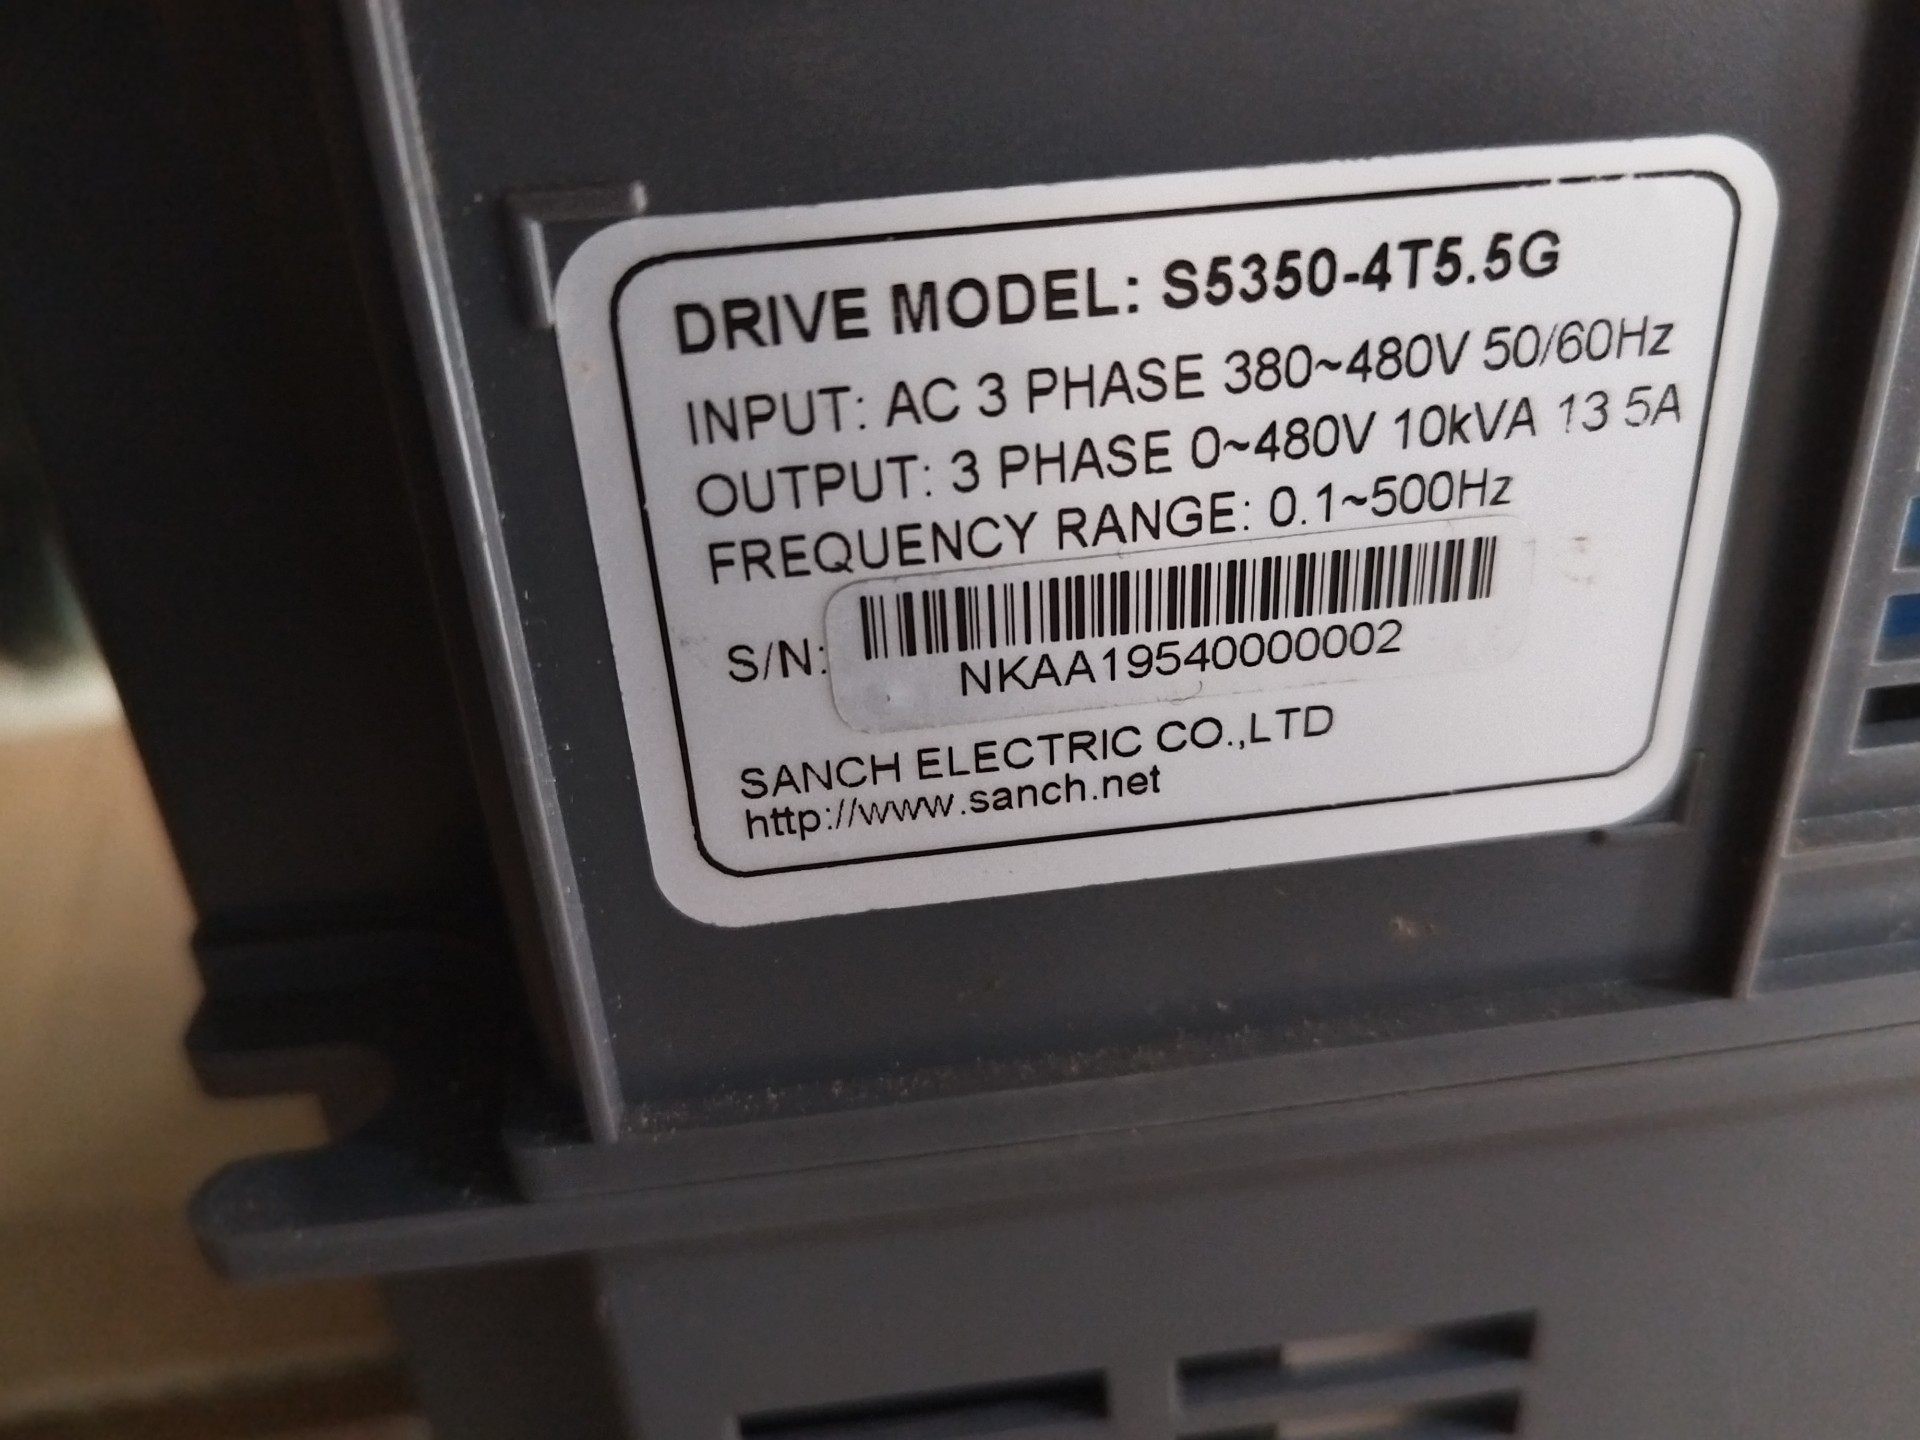 DRIVE MODEL: S5350-4T5.5G
INPUT: AC 3 PHASE 380~480V 50/60Hz
OUTPUT: 3 PHASE 0~480V 10kVA 13 5A
FREQUENCY RANGE: 0.1~500Hz
S/N: NKAA19540000002
SANCH ELECTRIC CO.,LTD
http://www.sanch.net